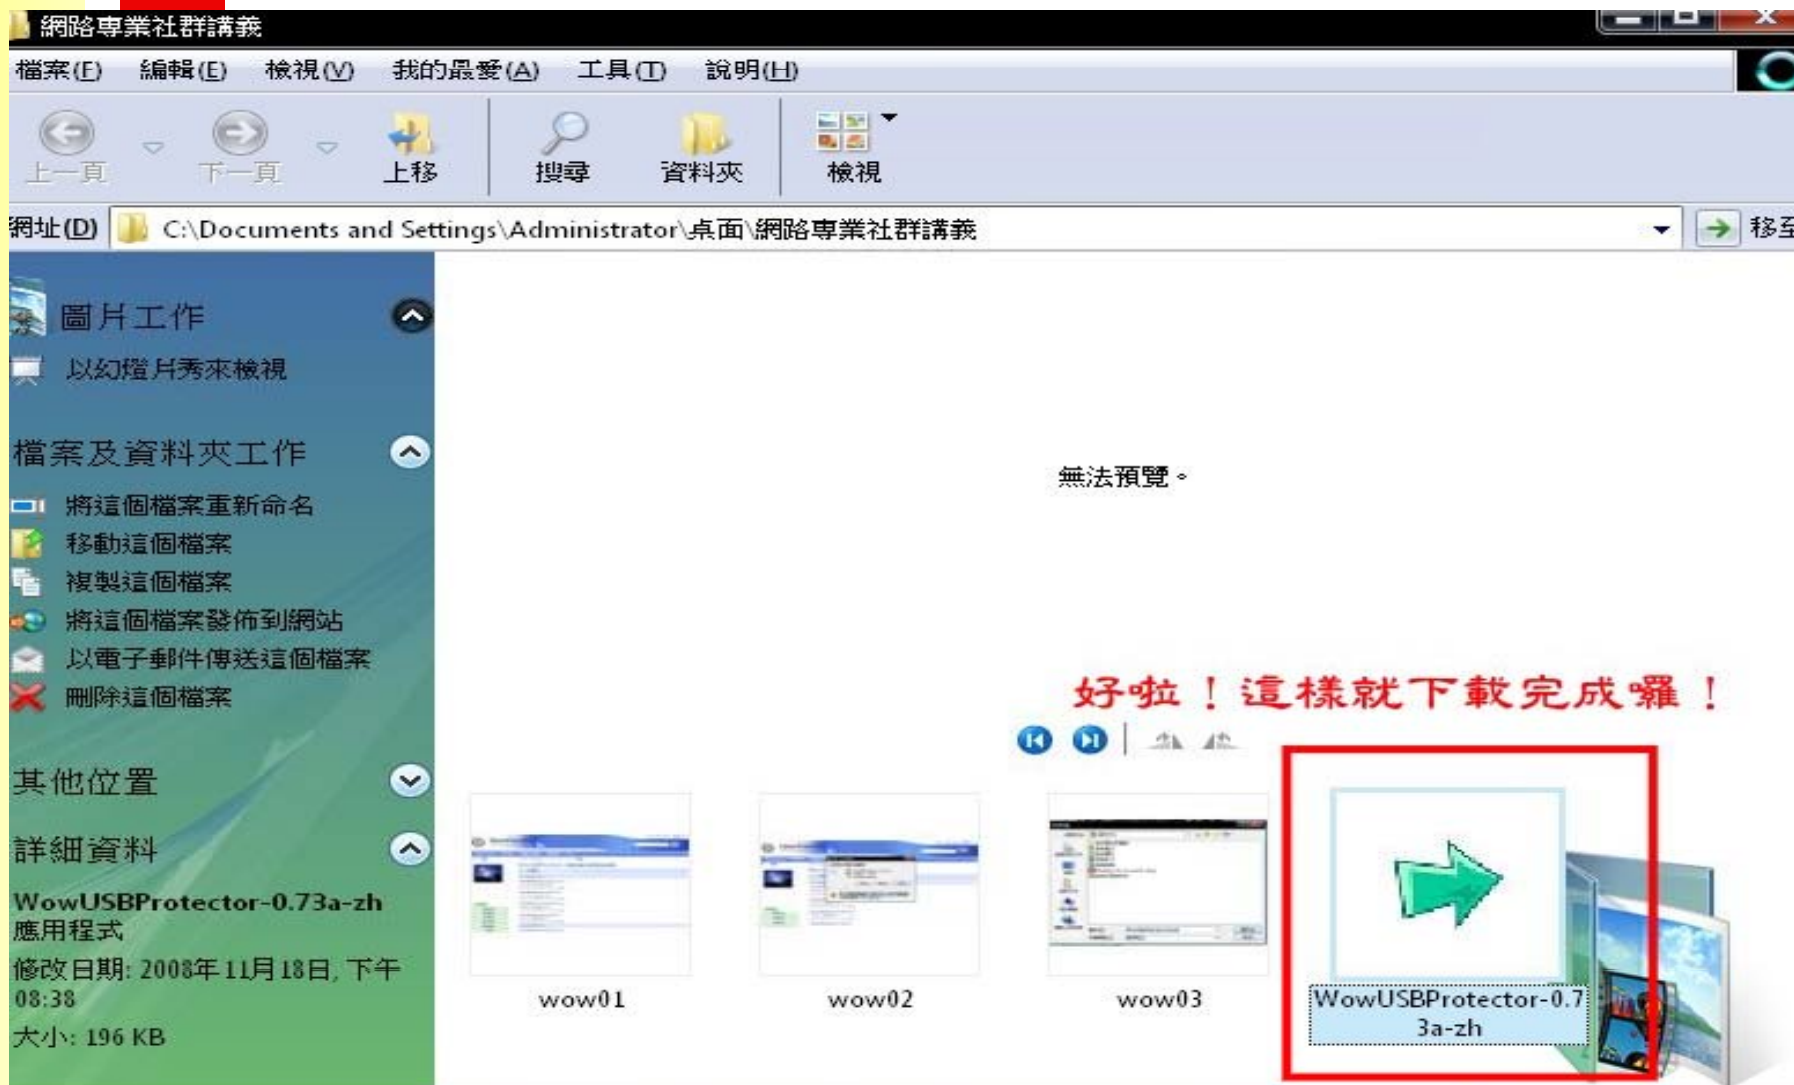 網路專業社群講義
檔案(F) 編輯(E) 檢視(V) 我的最愛(A) 工具(T) 說明(H)
上一頁 下一頁 上移 搜尋 資料夾 檢視
網址(D) C:\Documents and Settings\Administrator\桌面\網路專業社群講義 移至
圖片工作
以幻燈片秀來檢視
檔案及資料夾工作
將這個檔案重新命名
移動這個檔案
複製這個檔案
將這個檔案發佈到網站
以電子郵件傳送這個檔案
刪除這個檔案
其他位置
詳細資料
WowUSBProtector-0.73a-zh
應用程式
修改日期: 2008年11月18日, 下午
08:38
大小: 196 KB
無法預覽。
好啦！這樣就下載完成囉！
wow01 wow02 wow03 WowUSBProtector-0.7
3a-zh